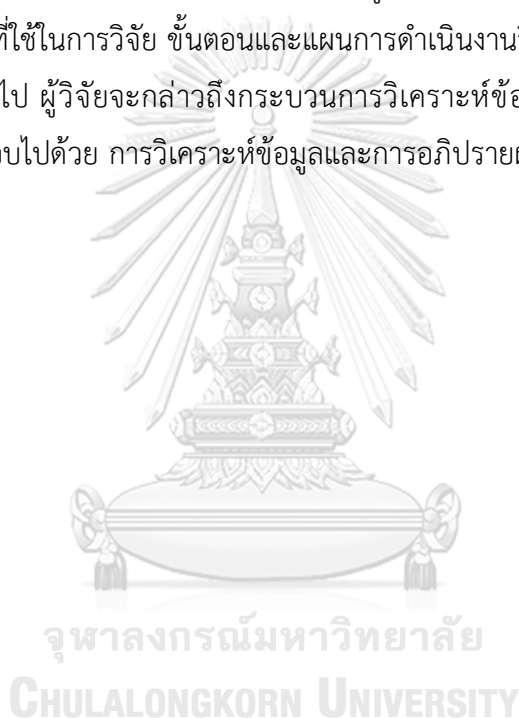 ที่ใช้ในการวิจัย ขั้นตอนและแผนการดำเนินงาน
ไป ผู้วิจัยจะกล่าวถึงกระบวนการวิเคราะห์ข้อ
บไปด้วย การวิเคราะห์ข้อมูลและการอภิปราย
จุฬาลงกรณ์มหาวิทยาลัย
CHULALONGKORN UNIVERSITY